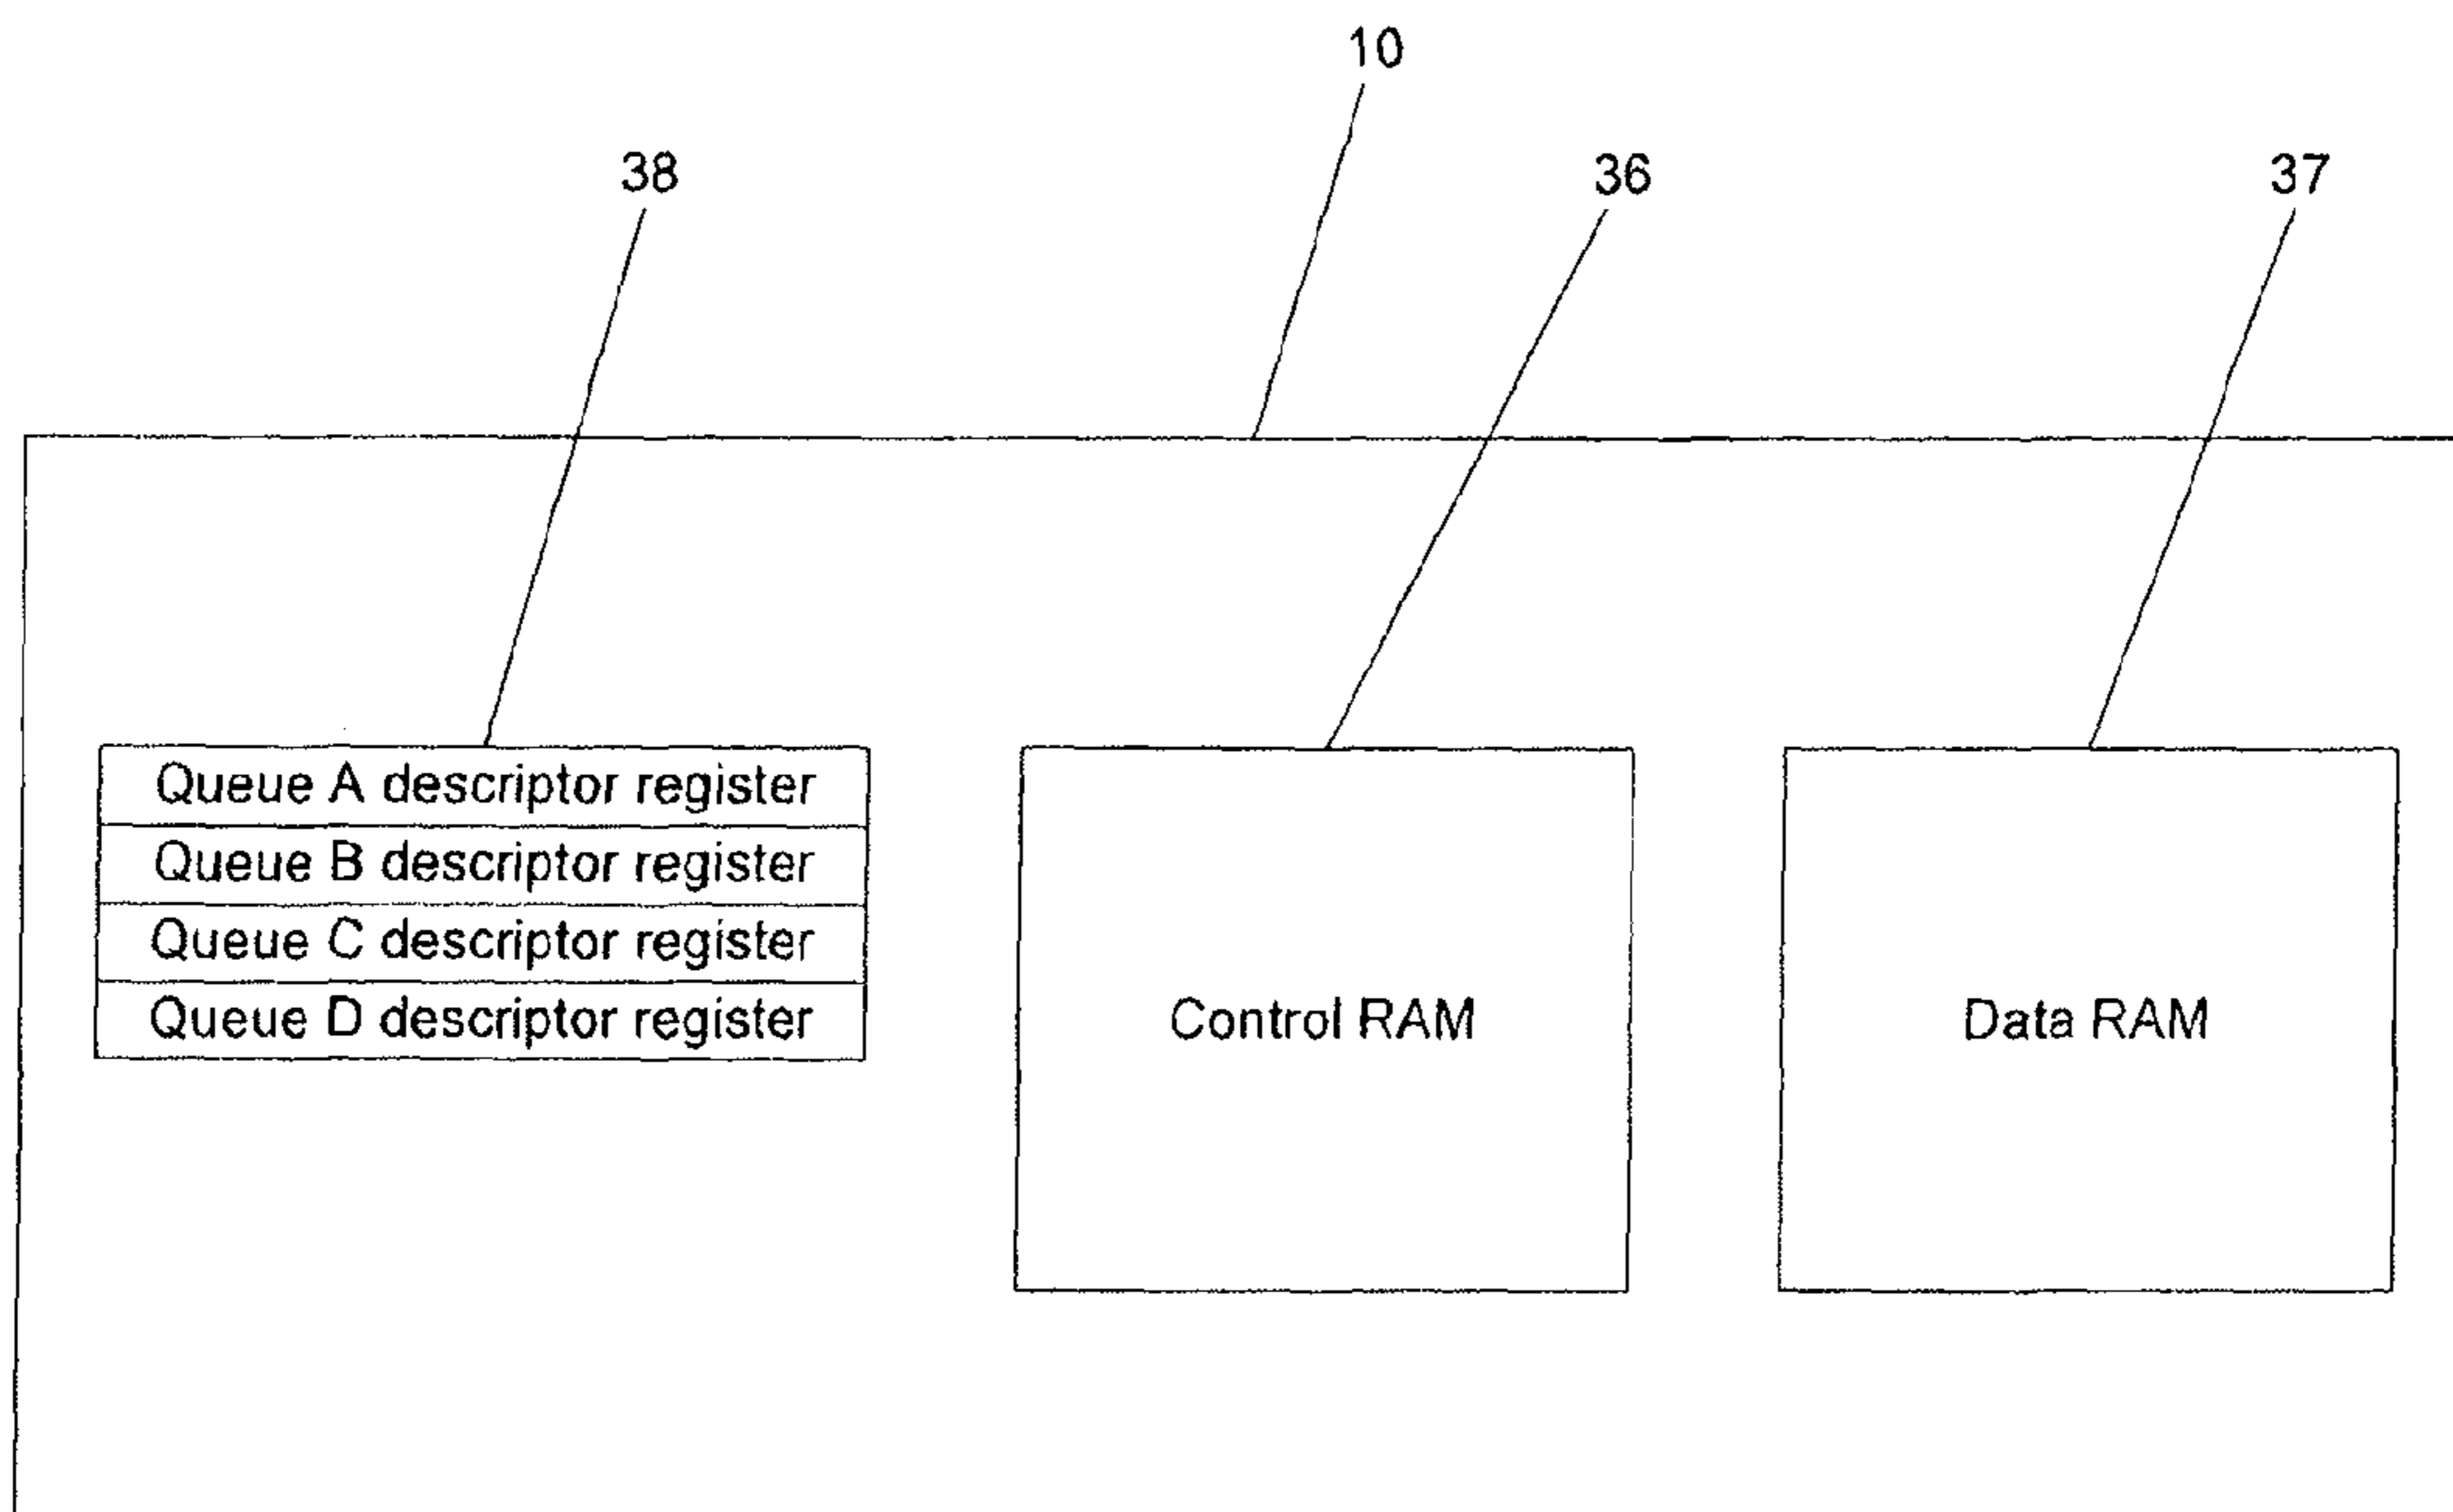 10
38
36
37
Queue A descriptor register
Queue B descriptor register
Queue C descriptor register
Queue D descriptor register
Control RAM
Data RAM